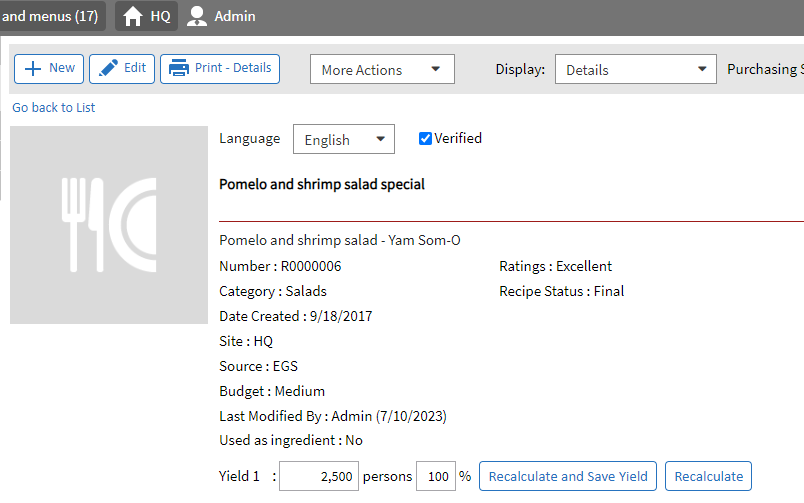 and menus (17) HQ Admin
New Edit Print - Details More Actions Display: Details Purchasing S
Go back to List
Language English Verified
Pomelo and shrimp salad special
Pomelo and shrimp salad - Yam Som-O
Number : R0000006 Ratings : Excellent
Category : Salads Recipe Status : Final
Date Created : 9/18/2017
Site : HQ
Source : EGS
Budget : Medium
Last Modified By : Admin (7/10/2023)
Used as ingredient : No
Yield 1 : 2,500 persons 100 % Recalculate and Save Yield Recalculate